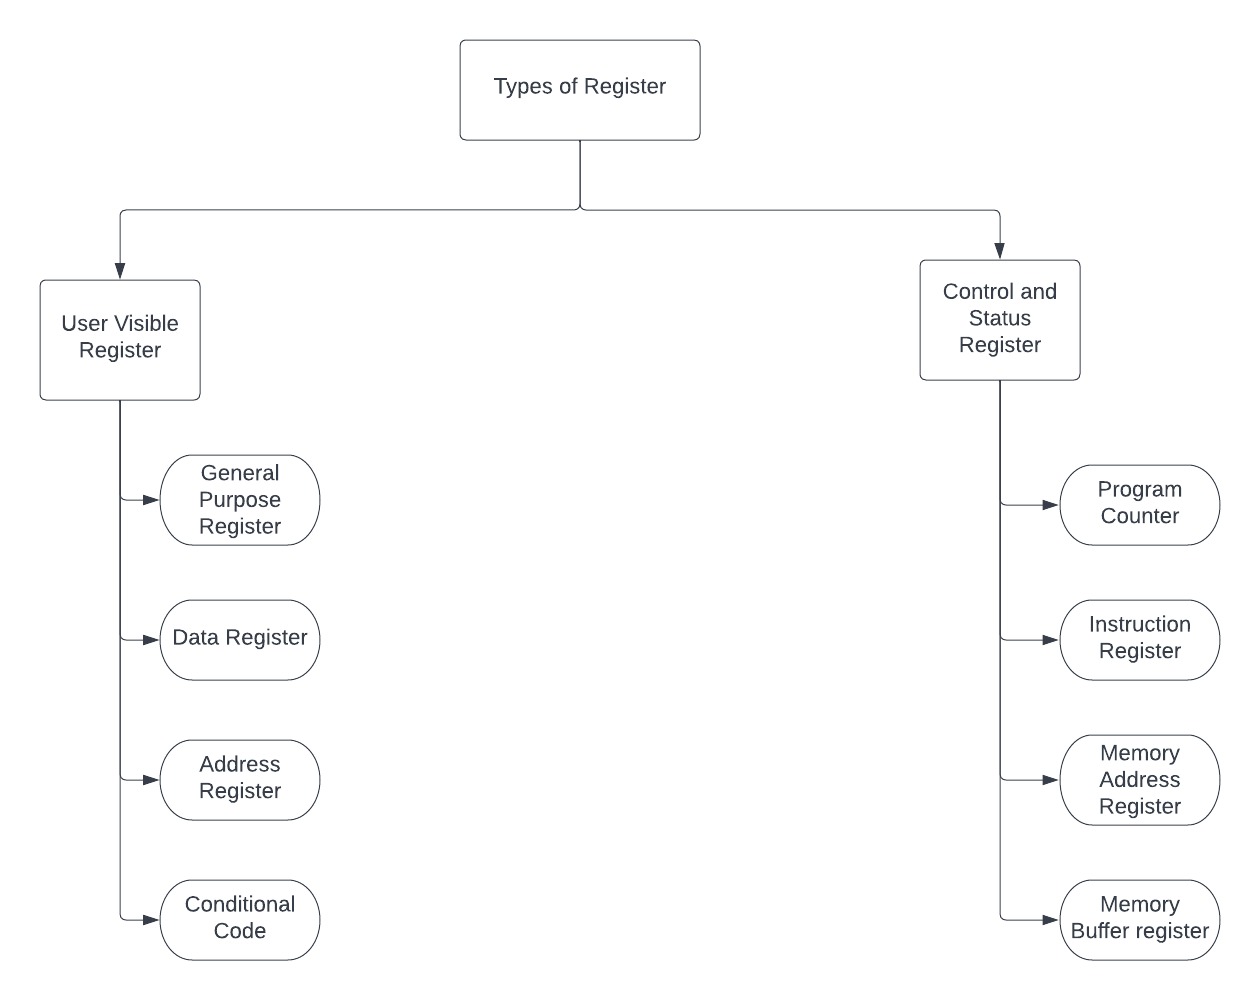 Types of Register
User Visible
Register
Control and
Status
Register
General
Purpose
Register
Data Register
Address
Register
Conditional
Code
Program
Counter
Instruction
Register
Memory
Address
Register
Memory
Buffer register